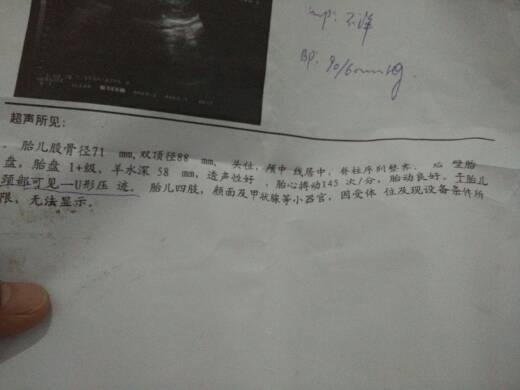 BP: 90/60mmHg
超声所见:
胎儿股骨径71 mm,双顶径88 mm, 头位, 颅中 线居中, 脊柱序列整齐. 心 壁胎
盘, 胎盘 I+级, 羊水深 58 mm, 透声性好 , 胎心搏动145 次/分, 胎动良好。于胎儿
颈部可见一U形压 迹。 胎儿四肢, 颜面及甲状腺等小器官, 因受体 位及现设备条件所
限, 无法显示。